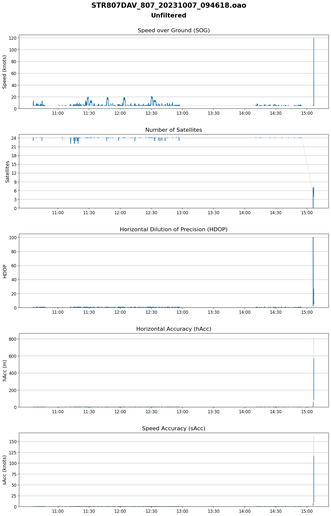 STR807DAV_807_20231007_094618.oao
Unfiltered
Speed over Ground (SOG)
Speed (knots)
120
100
80
60
40
20
0
11:00 11:30 12:00 12:30 13:00 13:30 14:00 14:30 15:00
Number of Satellites
Satellites
24
21
18
15
12
9
6
3
0
11:00 11:30 12:00 12:30 13:00 13:30 14:00 14:30 15:00
Horizontal Dilution of Precision (HDOP)
HDOP
100
80
60
40
20
0
11:00 11:30 12:00 12:30 13:00 13:30 14:00 14:30 15:00
Horizontal Accuracy (hAcc)
hAcc (m)
800
600
400
200
0
11:00 11:30 12:00 12:30 13:00 13:30 14:00 14:30 15:00
Speed Accuracy (sAcc)
sAcc (knots)
150
125
100
75
50
25
0
11:00 11:30 12:00 12:30 13:00 13:30 14:00 14:30 15:00